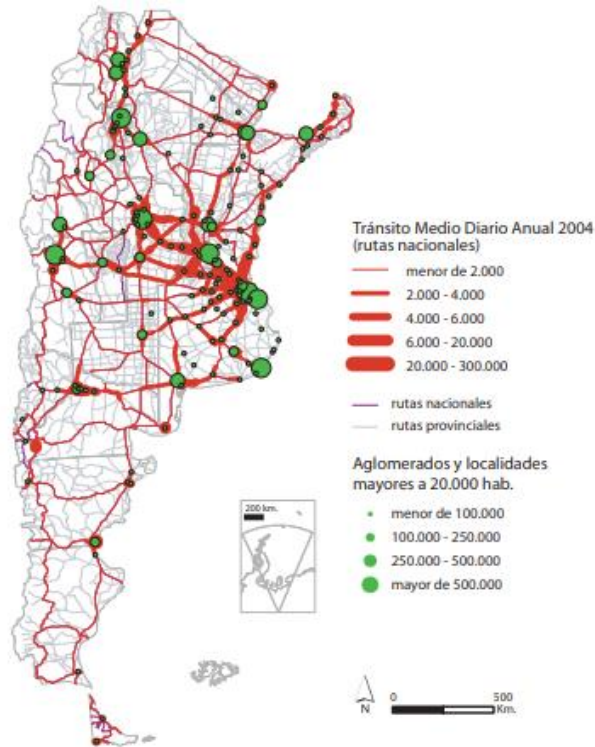 Tránsito Medio Diario Anual 2004
(rutas nacionales)
menor de 2.000
2.000 - 4.000
4.000 - 6.000
6.000 - 20.000
20.000 - 300.000
rutas nacionales
rutas provinciales
Aglomerados y localidades
mayores a 20.000 hab.
menor de 100.000
100.000 - 250.000
250.000 - 500.000
mayor de 500.000
200 km.
N
0 500
Km.